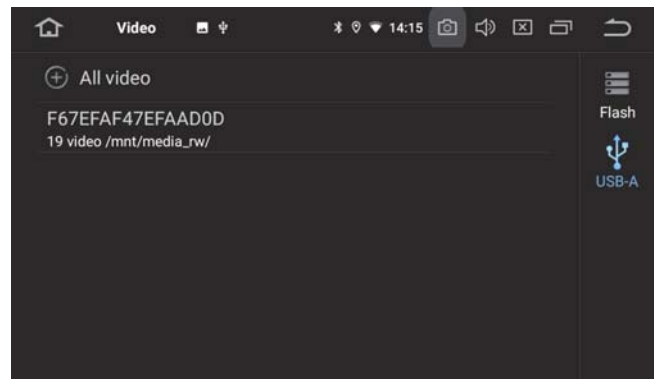 Video
14:15
All video
F67EFAF47EFAAD0D
19 video /mnt/media_rw/
Flash
USB-A